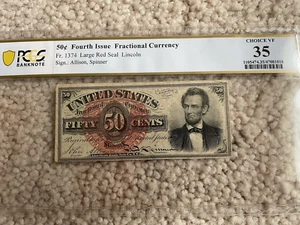 PCGS
BANKNOTE
50¢ Fourth Issue Fractional Currency
Fr. 1374 Large Red Seal Lincoln
Sign.: Allison, Spinner
CHOICE VF
35
50 50
UNITED STATES
FIFTY 50 CENTS